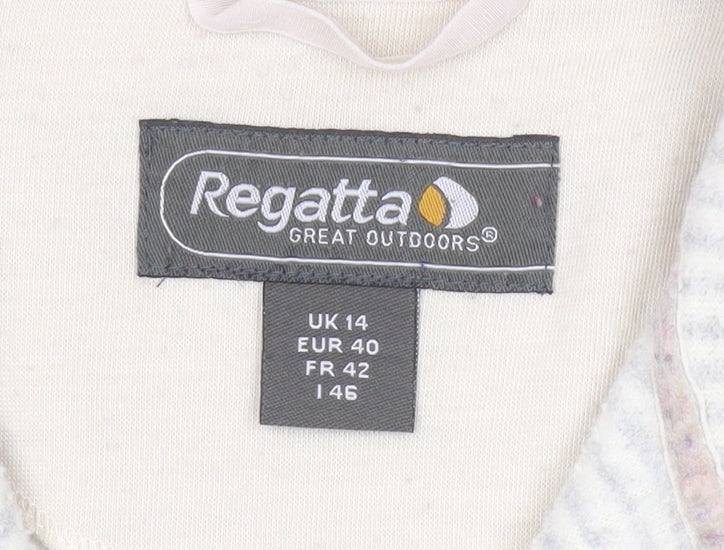 Regatta
GREAT OUTDOORS®
UK 14
EUR 40
FR 42
I 46